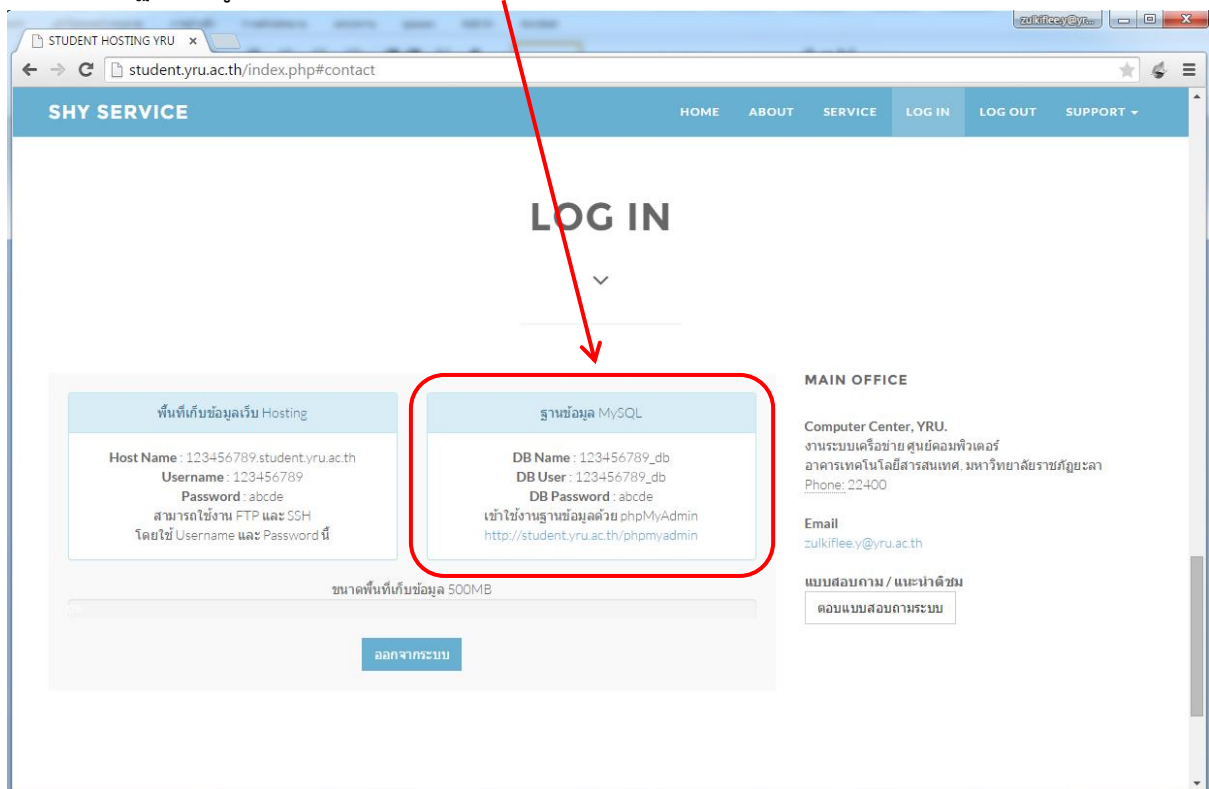 zulkiflee.y@yr...
STUDENT HOSTING YRU
student.yru.ac.th/index.php#contact
SHY SERVICE
HOME ABOUT SERVICE LOG IN LOG OUT SUPPORT
LOG IN
พื้นที่เก็บข้อมูลเว็บ Hosting
Host Name : 123456789.student.yru.ac.th
Username : 123456789
Password : abcde
สามารถใช้งาน FTP และ SSH
โดยใช้ Username และ Password นี้
ฐานข้อมูล MySQL
DB Name : 123456789_db
DB User : 123456789_db
DB Password : abcde
เข้าใช้งานฐานข้อมูลด้วย phpMyAdmin
http://student.yru.ac.th/phpmyadmin
ขนาดพื้นที่เก็บข้อมูล 500MB
ออกจากระบบ
MAIN OFFICE
Computer Center, YRU.
งานระบบเครือข่าย ศูนย์คอมพิวเตอร์
อาคารเทคโนโลยีสารสนเทศ, มหาวิทยาลัยราชภัฏยะลา
Phone: 22400
Email
zulkiflee.y@yru.ac.th
แบบสอบถาม / แนะนำติชม
ตอบแบบสอบถามระบบ